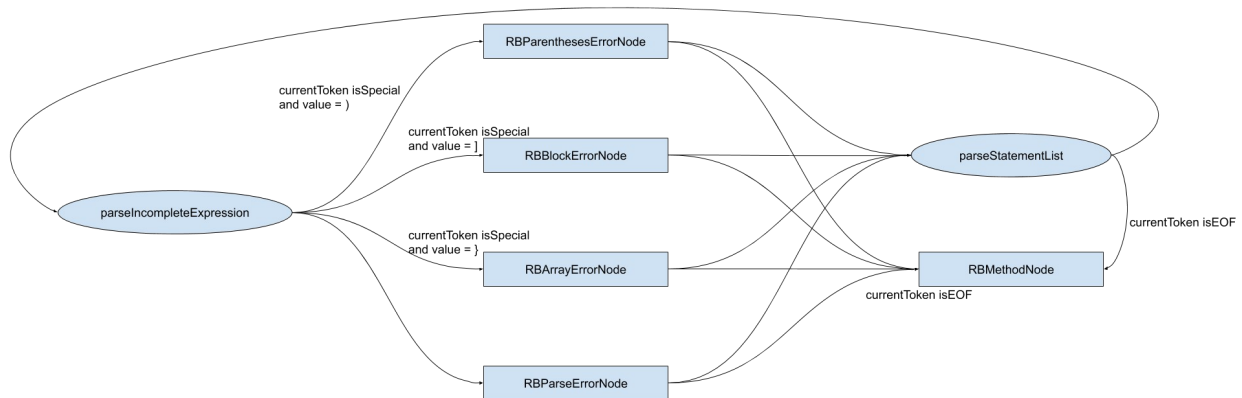 RBParenthesesErrorNode
currentToken isSpecial
and value = )
currentToken isSpecial
and value = ]
RBBlockErrorNode
parseStatementList
parseIncompleteExpression
currentToken isEOF
currentToken isSpecial
and value = }
RBArrayErrorNode
RBMethodNode
currentToken isEOF
RBParseErrorNode